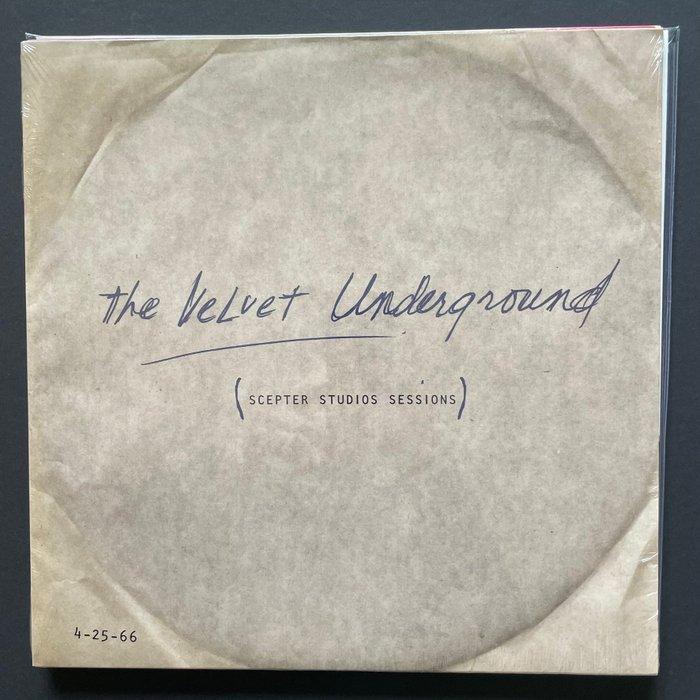 the Velvet Underground
(SCEPTER STUDIOS SESSIONS)
4-25-66